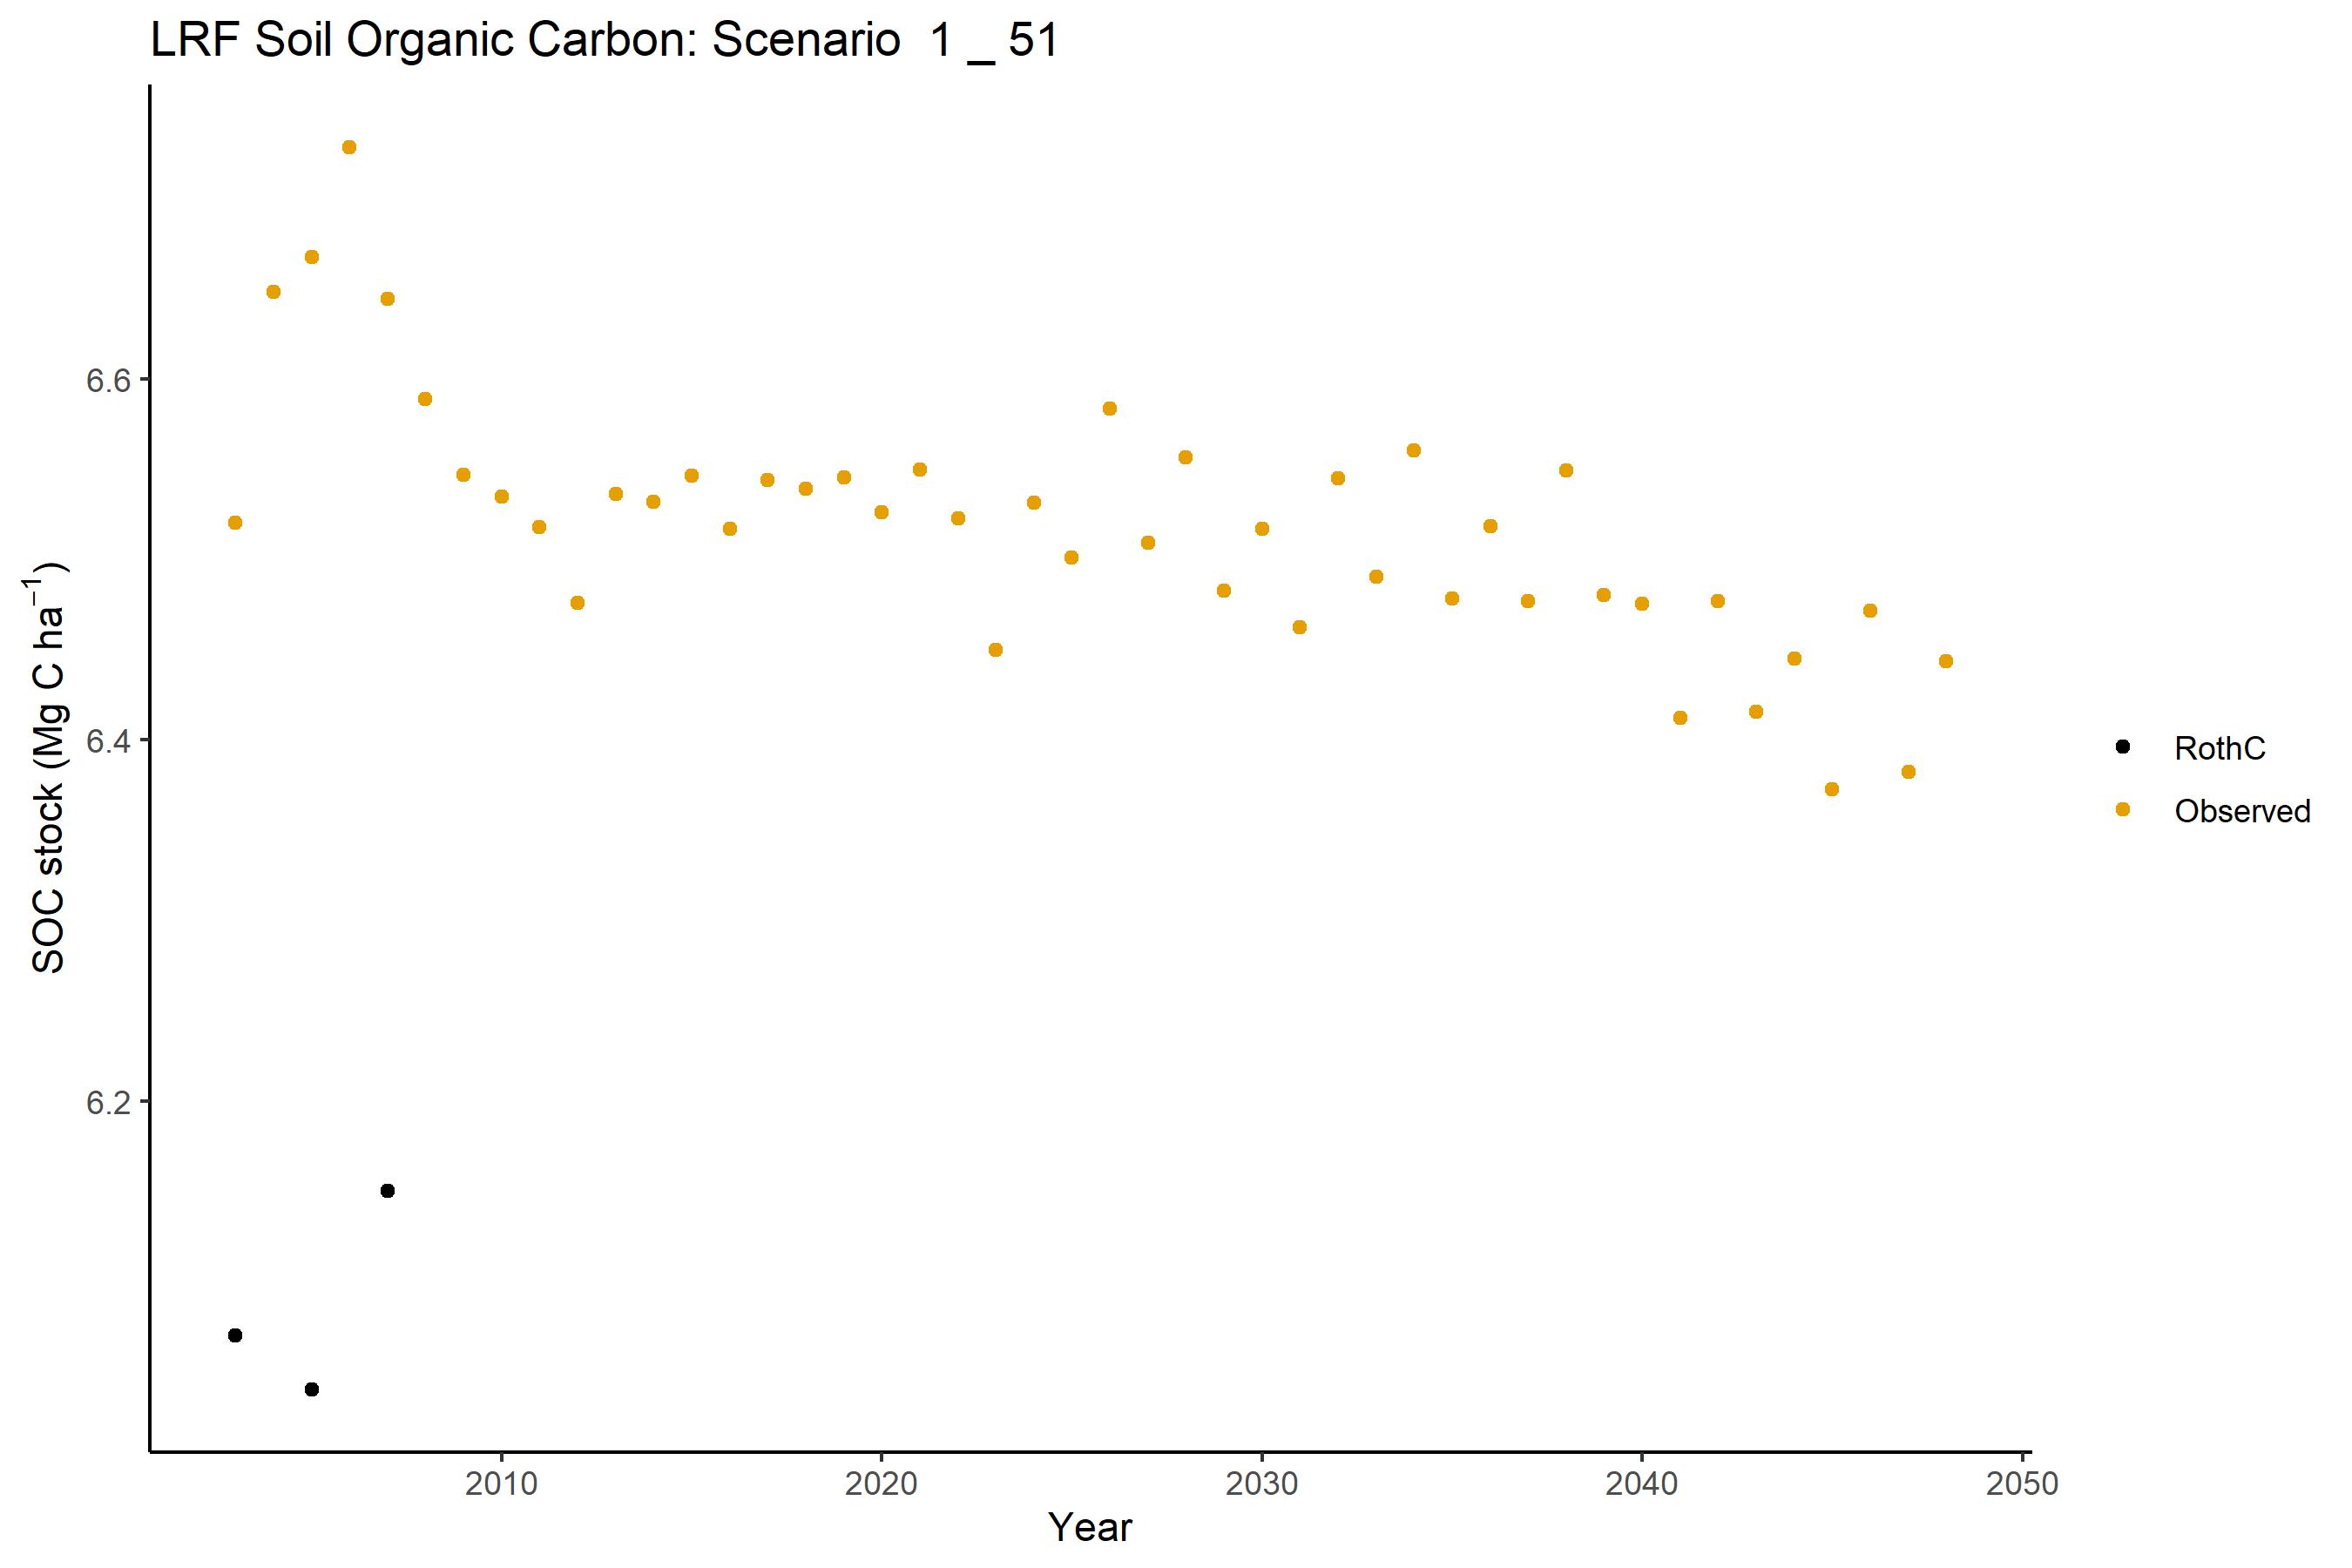 LRF Soil Organic Carbon: Scenario  1 _ 51
SOC stock (Mg C ha⁻¹)
6.6
6.4
6.2
2010
2020
2030
2040
2050
Year
RothC
Observed